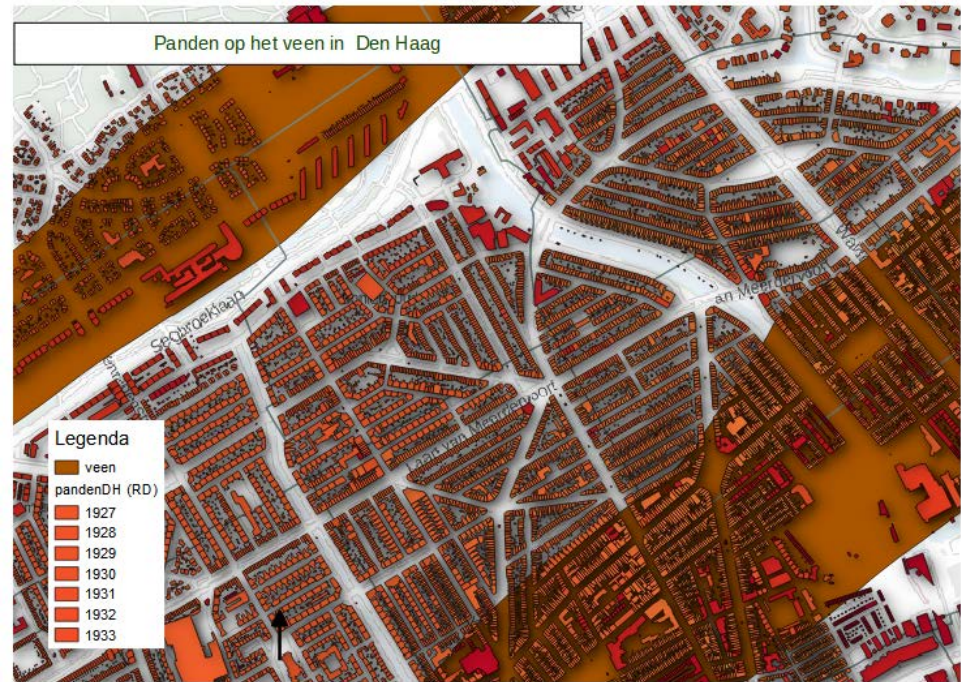 Panden op het veen in Den Haag
Segbroeklaan
an Meerdervoort
Laan van Meerdervoort
Legenda
veen
pandenDH (RD)
1927
1928
1929
1930
1931
1932
1933